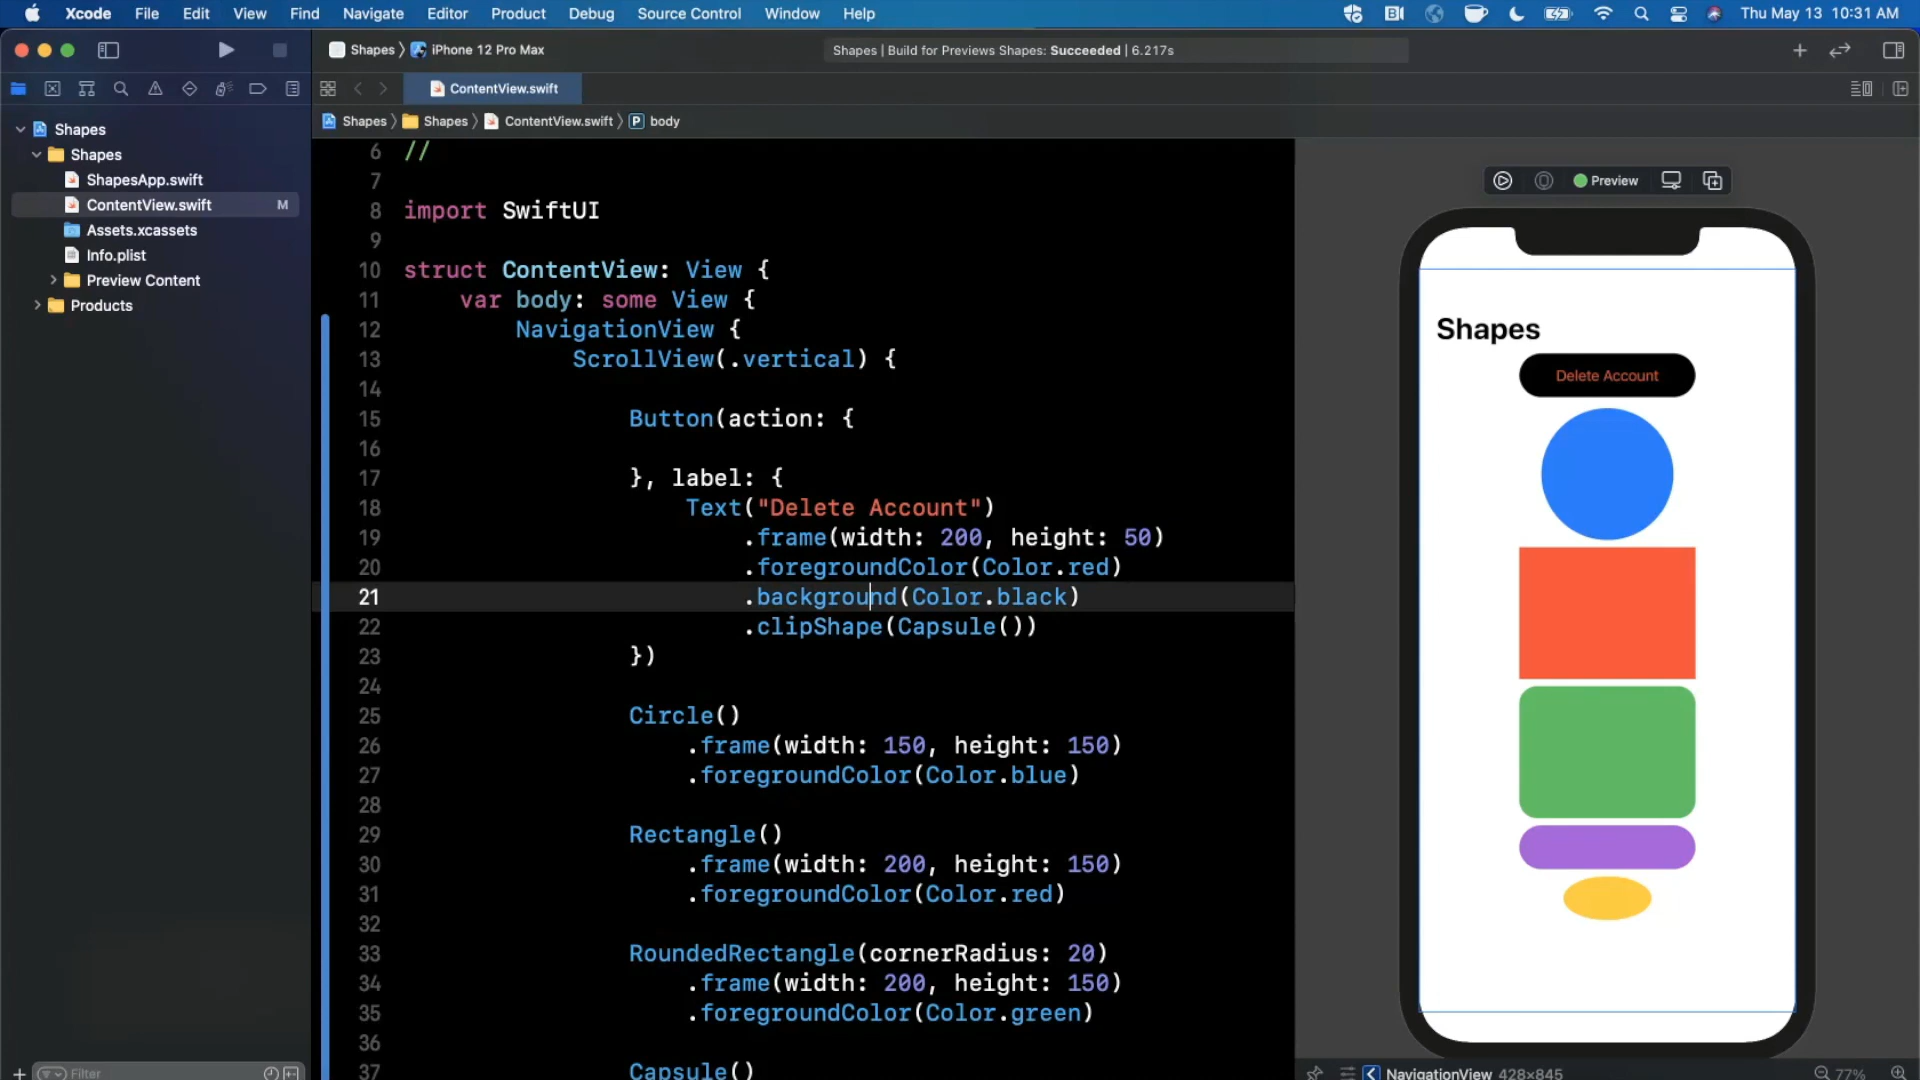 Xcode File Edit View Find Navigate Editor Product Debug Source Control Window Help Thu May 13 10:31 AM
Shapes iPhone 12 Pro Max Shapes | Build for Previews Shapes: Succeeded | 6.217s
ContentView.swift
Shapes Shapes ContentView.swift P body
Shapes
Shapes
ShapesApp.swift
ContentView.swift M
Assets.xcassets
Info.plist
Preview Content
Products
Filter
6 //
7
8 import SwiftUI
9
10 struct ContentView: View {
11 var body: some View {
12 NavigationView {
13 ScrollView(.vertical) {
14
15 Button(action: {
16
17 }, label: {
18 Text("Delete Account")
19 .frame(width: 200, height: 50)
20 .foregroundColor(Color.red)
21 .background(Color.black)
22 .clipShape(Capsule())
23 })
24
25 Circle()
26 .frame(width: 150, height: 150)
27 .foregroundColor(Color.blue)
28
29 Rectangle()
30 .frame(width: 200, height: 150)
31 .foregroundColor(Color.red)
32
33 RoundedRectangle(cornerRadius: 20)
34 .frame(width: 200, height: 150)
35 .foregroundColor(Color.green)
36
37 Capsule()
Preview
Shapes
Delete Account
NavigationView 428×845 77%